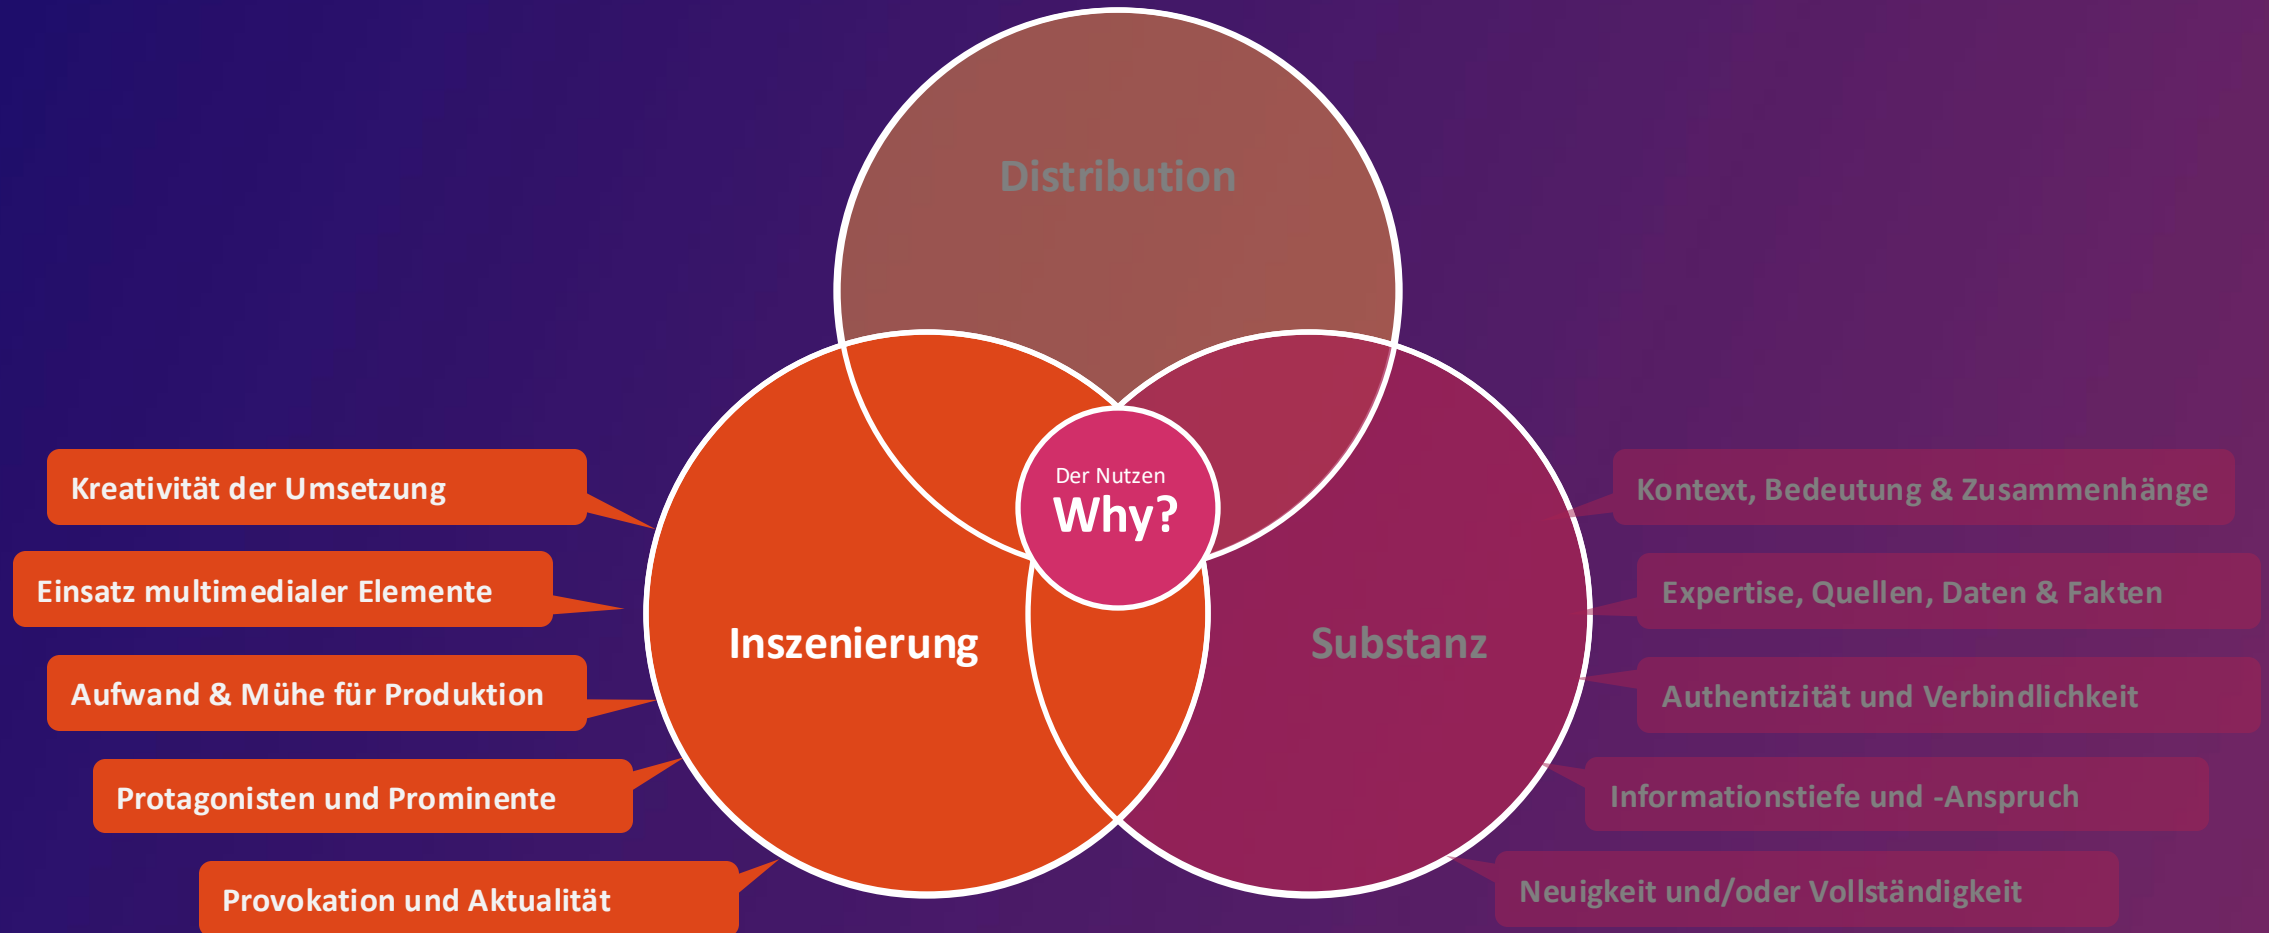 Distribution
Der Nutzen
Why?
Inszenierung
Substanz
Kreativität der Umsetzung
Einsatz multimedialer Elemente
Aufwand & Mühe für Produktion
Protagonisten und Prominente
Provokation und Aktualität
Kontext, Bedeutung & Zusammenhänge
Expertise, Quellen, Daten & Fakten
Authentizität und Verbindlichkeit
Informationstiefe und -Anspruch
Neuigkeit und/oder Vollständigkeit